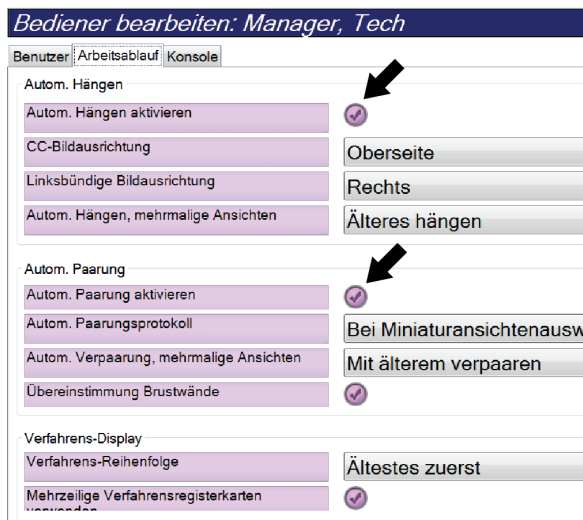 Bediener bearbeiten: Manager, Tech
Benutzer Arbeitsablauf Konsole
Autom. Hängen
Autom. Hängen aktivieren
CC-Bildausrichtung Oberseite
Linksbündige Bildausrichtung Rechts
Autom. Hängen, mehrmalige Ansichten Älteres hängen
Autom. Paarung
Autom. Paarung aktivieren
Autom. Paarungsprotokoll Bei Miniaturansichtenausw
Autom. Verpaarung, mehrmalige Ansichten Mit älterem verpaaren
Übereinstimmung Brustwände
Verfahrens-Display
Verfahrens-Reihenfolge Ältestes zuerst
Mehrzeilige Verfahrensregisterkarten
verwenden